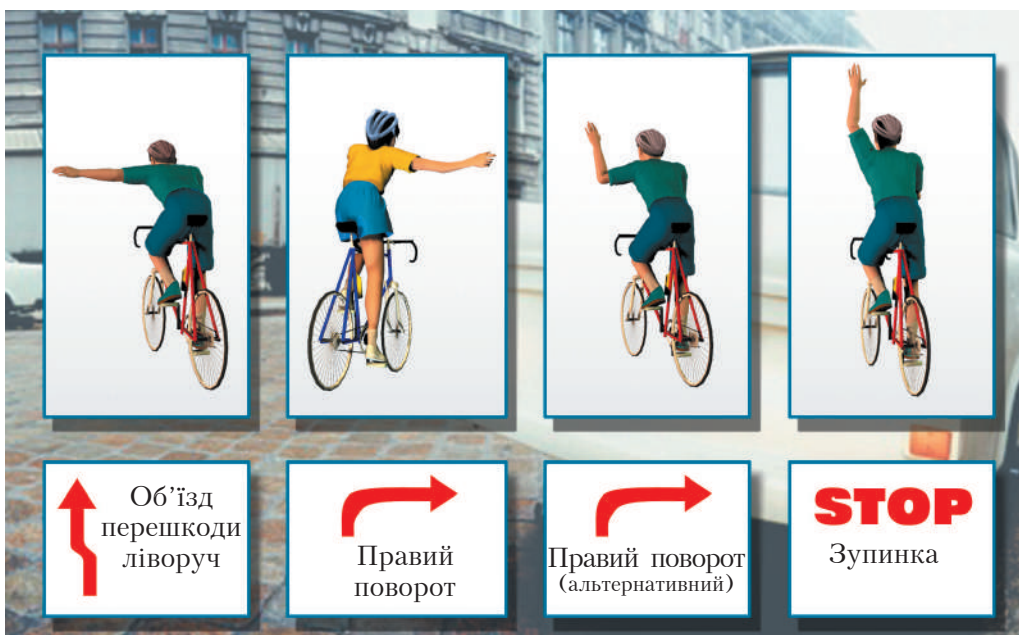 Об’їзд
перешкоди
ліворуч
Правий
поворот
Правий поворот
(альтернативний)
STOP
Зупинка